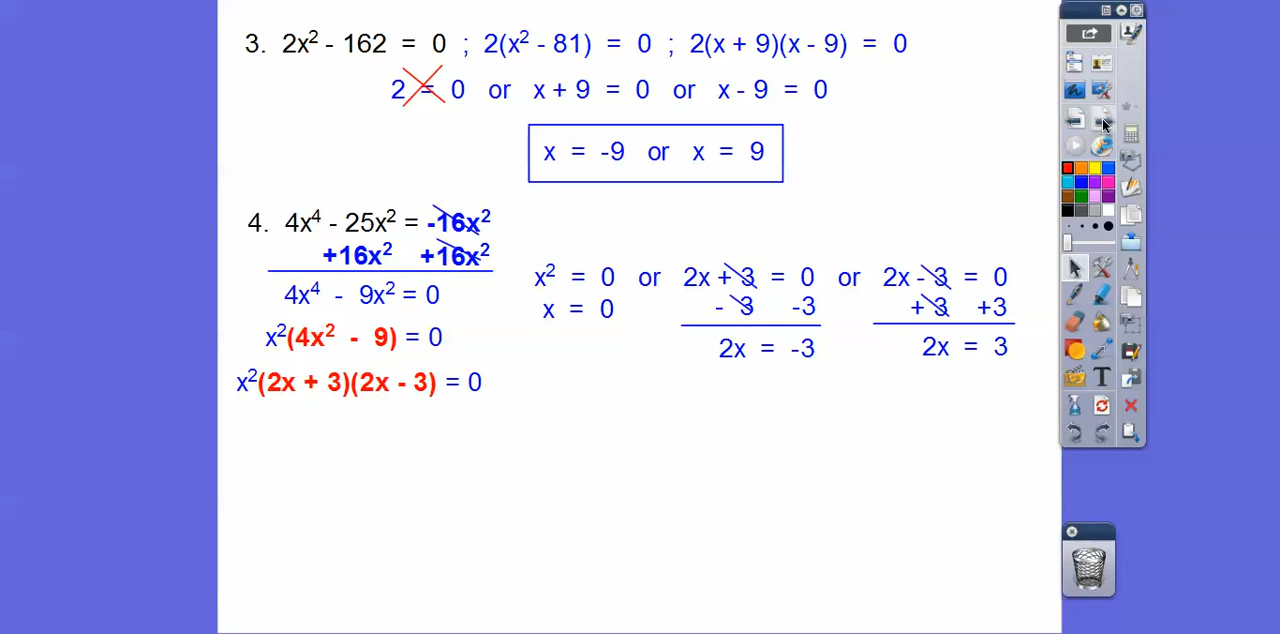 3. 2x² - 162 = 0 ; 2(x² - 81) = 0 ; 2(x + 9)(x - 9) = 0
2 = 0 or x + 9 = 0 or x - 9 = 0
x = -9 or x = 9
4. 4x⁴ - 25x² = -16x²
+16x² +16x²
4x⁴ - 9x² = 0
x²(4x² - 9) = 0
x²(2x + 3)(2x - 3) = 0
x² = 0 or 2x + 3 = 0 or 2x - 3 = 0
x = 0 - 3 -3 + 3 +3
2x = -3 2x = 3
T